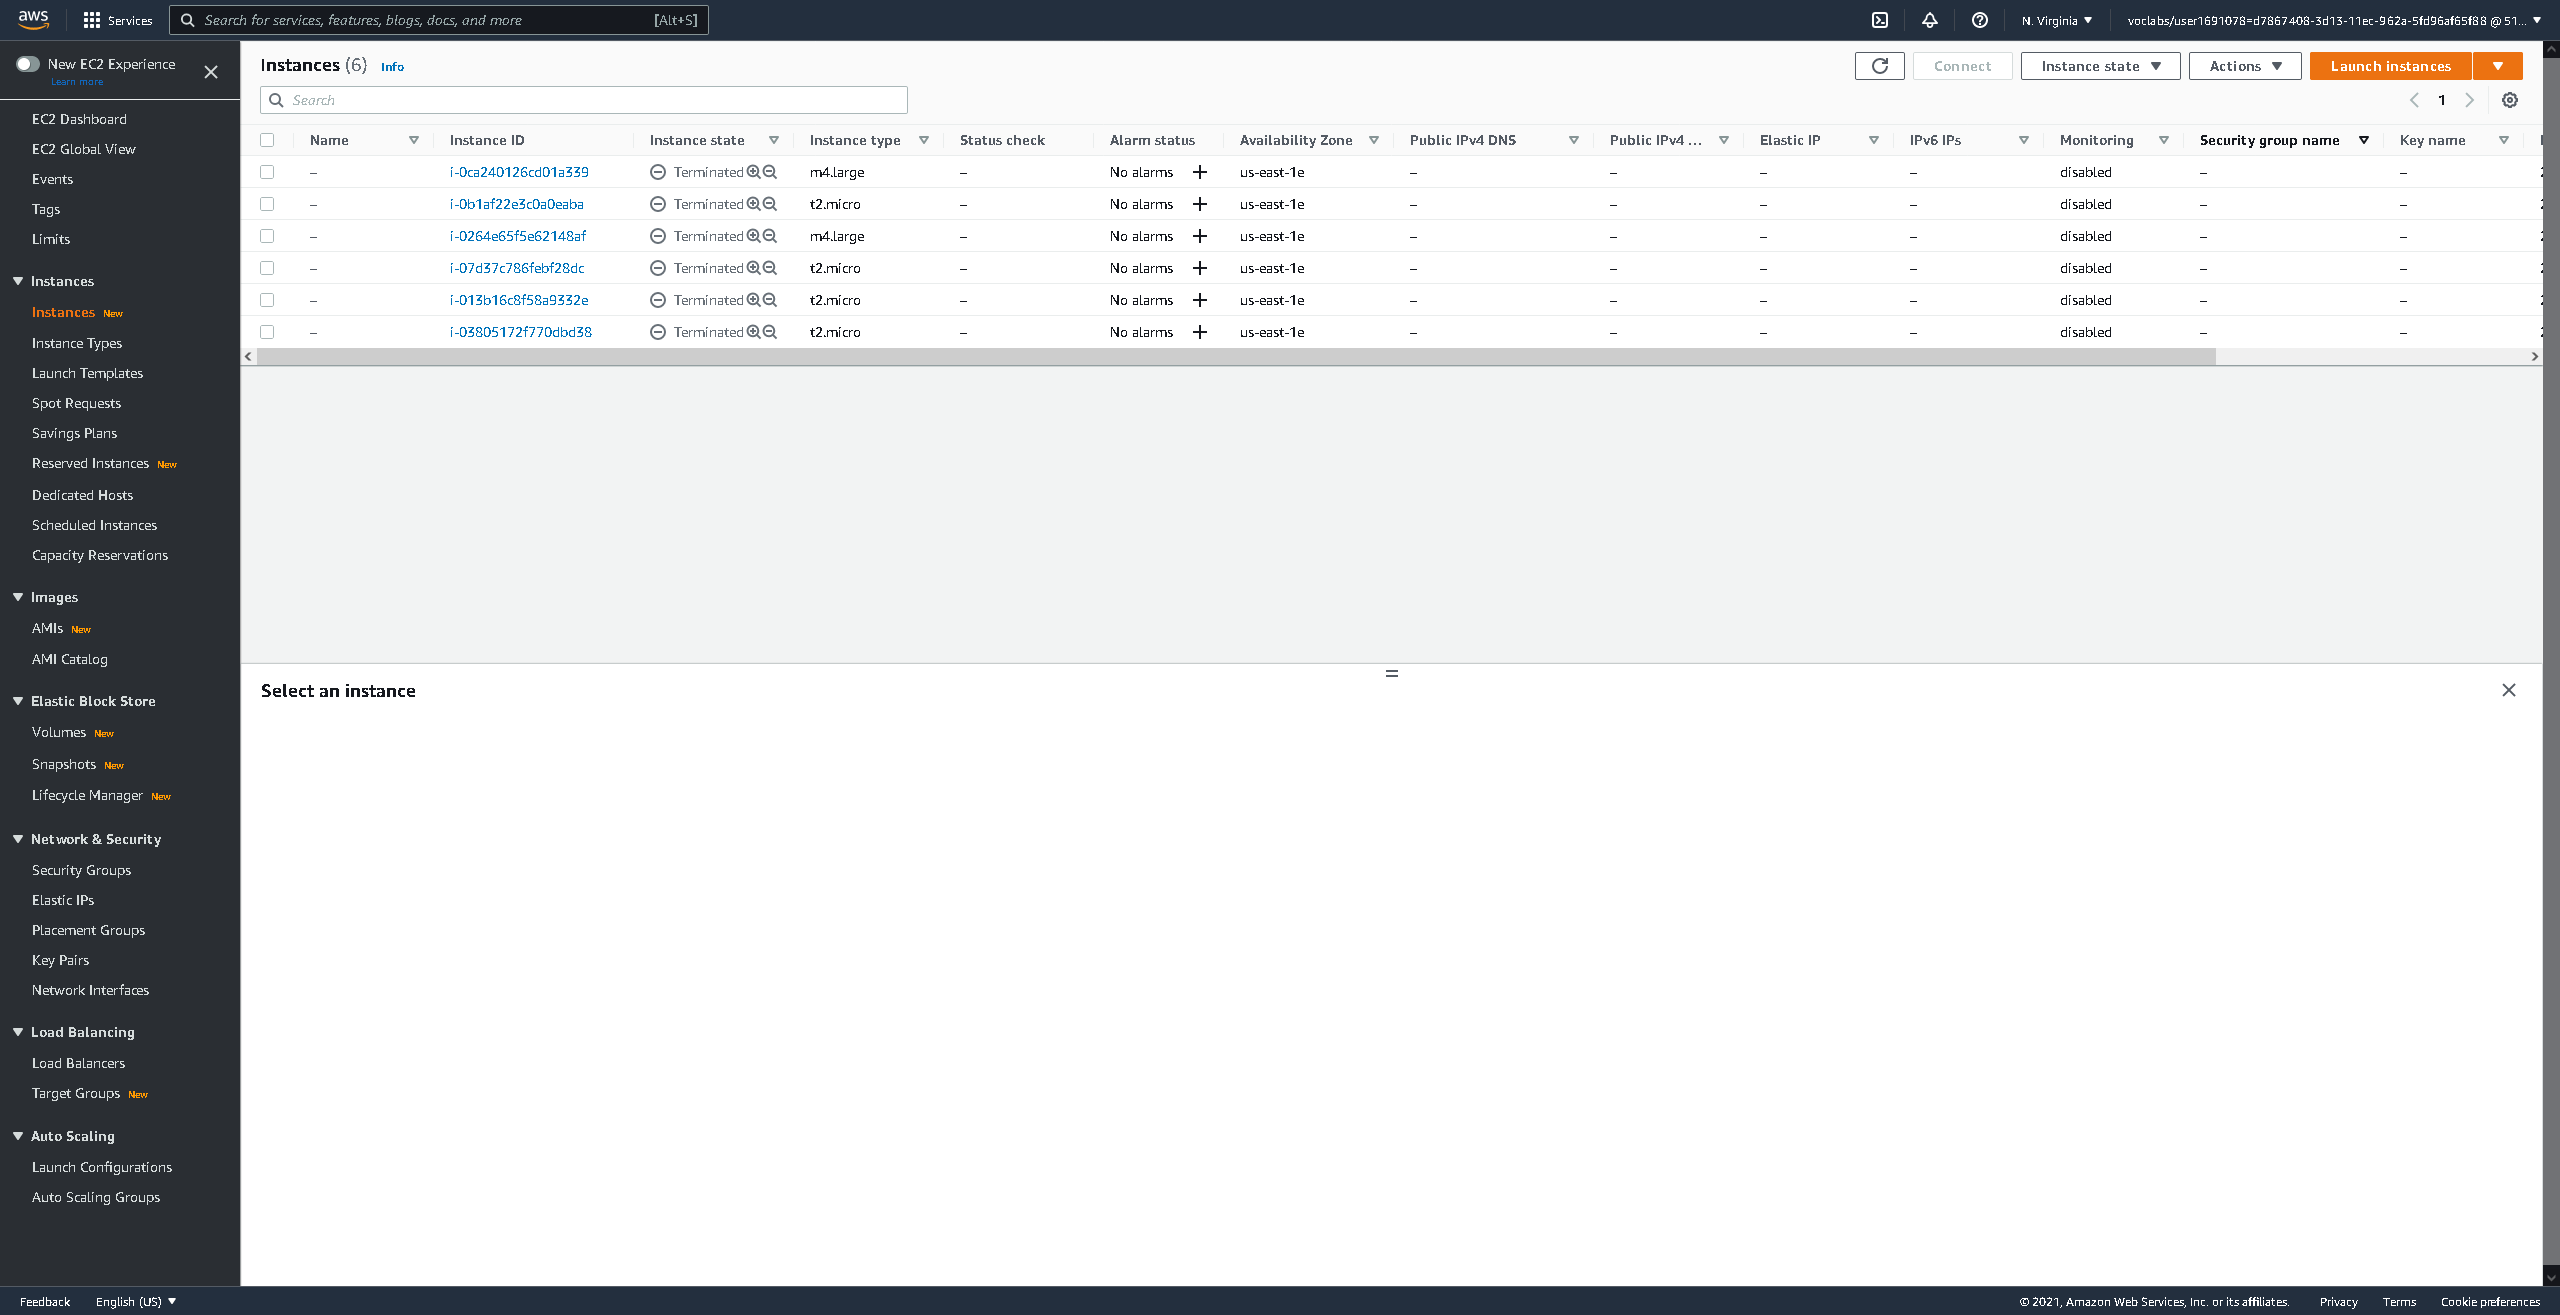 aws Services Search for services, features, blogs, docs, and more [Alt+S] N. Virginia voclabs/user1691078=d7867408-3d13-11ec-962a-5fd96af65f88 @ 51...
New EC2 Experience
Learn more
EC2 Dashboard
EC2 Global View
Events
Tags
Limits
Instances
Instances New
Instance Types
Launch Templates
Spot Requests
Savings Plans
Reserved Instances New
Dedicated Hosts
Scheduled Instances
Capacity Reservations
Images
AMIs New
AMI Catalog
Elastic Block Store
Volumes New
Snapshots New
Lifecycle Manager New
Network & Security
Security Groups
Elastic IPs
Placement Groups
Key Pairs
Network Interfaces
Load Balancing
Load Balancers
Target Groups New
Auto Scaling
Launch Configurations
Auto Scaling Groups
Instances (6) Info Connect Instance state Actions Launch instances
Search 1
Name Instance ID Instance state Instance type Status check Alarm status Availability Zone Public IPv4 DNS Public IPv4 ... Elastic IP IPv6 IPs Monitoring Security group name Key name
– i-0ca240126cd01a339 Terminated m4.large – No alarms + us-east-1e – – – – disabled – –
– i-0b1af22e3c0a0eaba Terminated t2.micro – No alarms + us-east-1e – – – – disabled – –
– i-0264e65f5e62148af Terminated m4.large – No alarms + us-east-1e – – – – disabled – –
– i-07d37c786febf28dc Terminated t2.micro – No alarms + us-east-1e – – – – disabled – –
– i-013b16c8f58a9332e Terminated t2.micro – No alarms + us-east-1e – – – – disabled – –
– i-03805172f770dbd38 Terminated t2.micro – No alarms + us-east-1e – – – – disabled – –
Select an instance
Feedback English (US) © 2021, Amazon Web Services, Inc. or its affiliates. Privacy Terms Cookie preferences